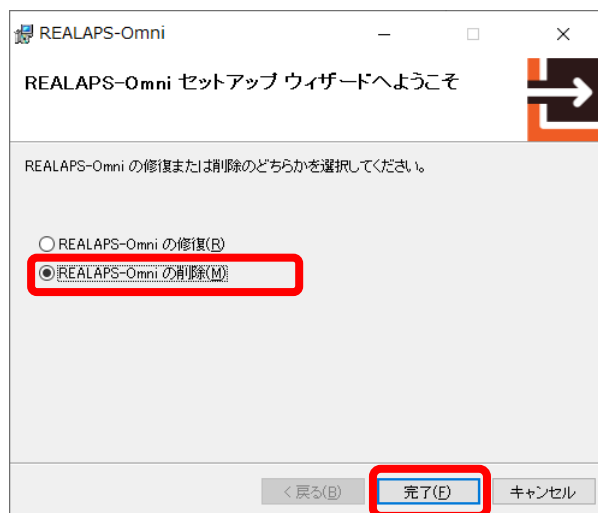 REALAPS-Omni
REALAPS-Omni セットアップ ウィザードへようこそ
REALAPS-Omni の修復または削除のどちらかを選択してください。
REALAPS-Omni の修復(R)
REALAPS-Omni の削除(M)
< 戻る(B) 完了(F) キャンセル